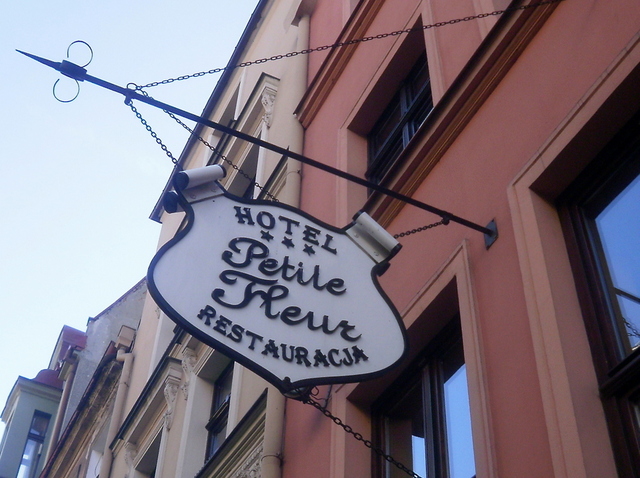 HOTEL
★★★
Petite
Fleur
RESTAURACJA